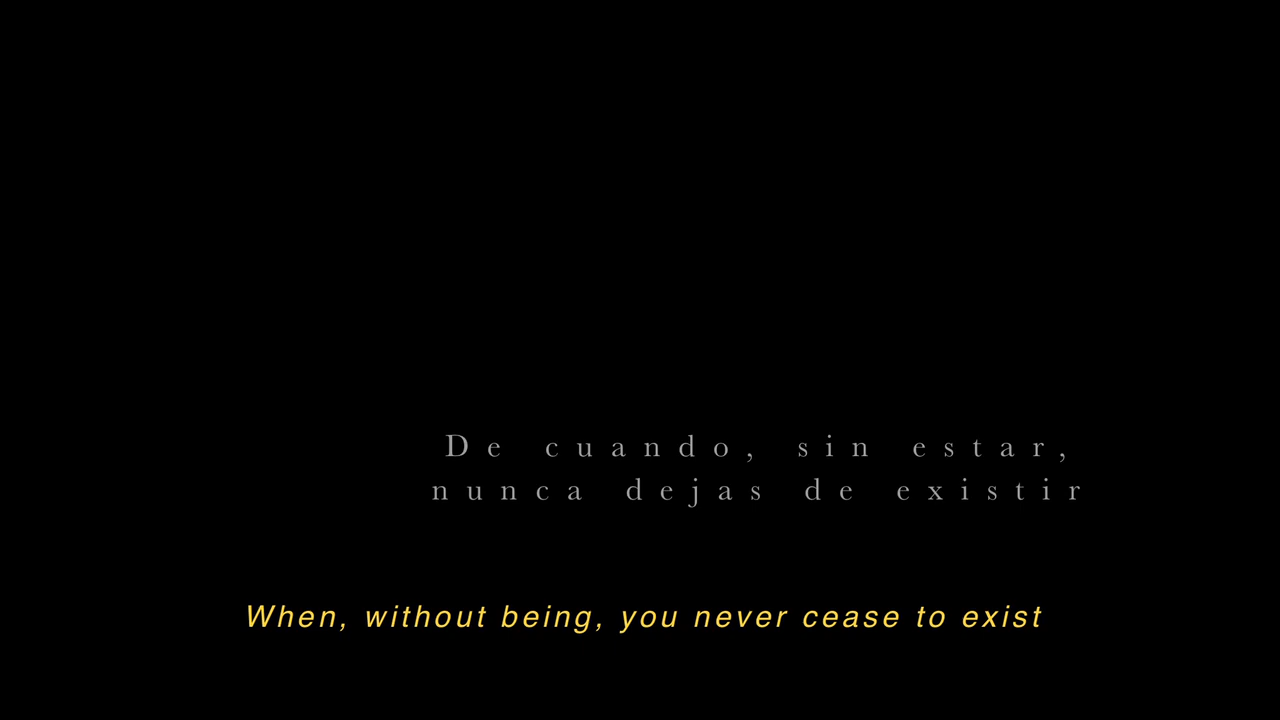 De cuando, sin estar,
nunca dejas de existir
When, without being, you never cease to exist